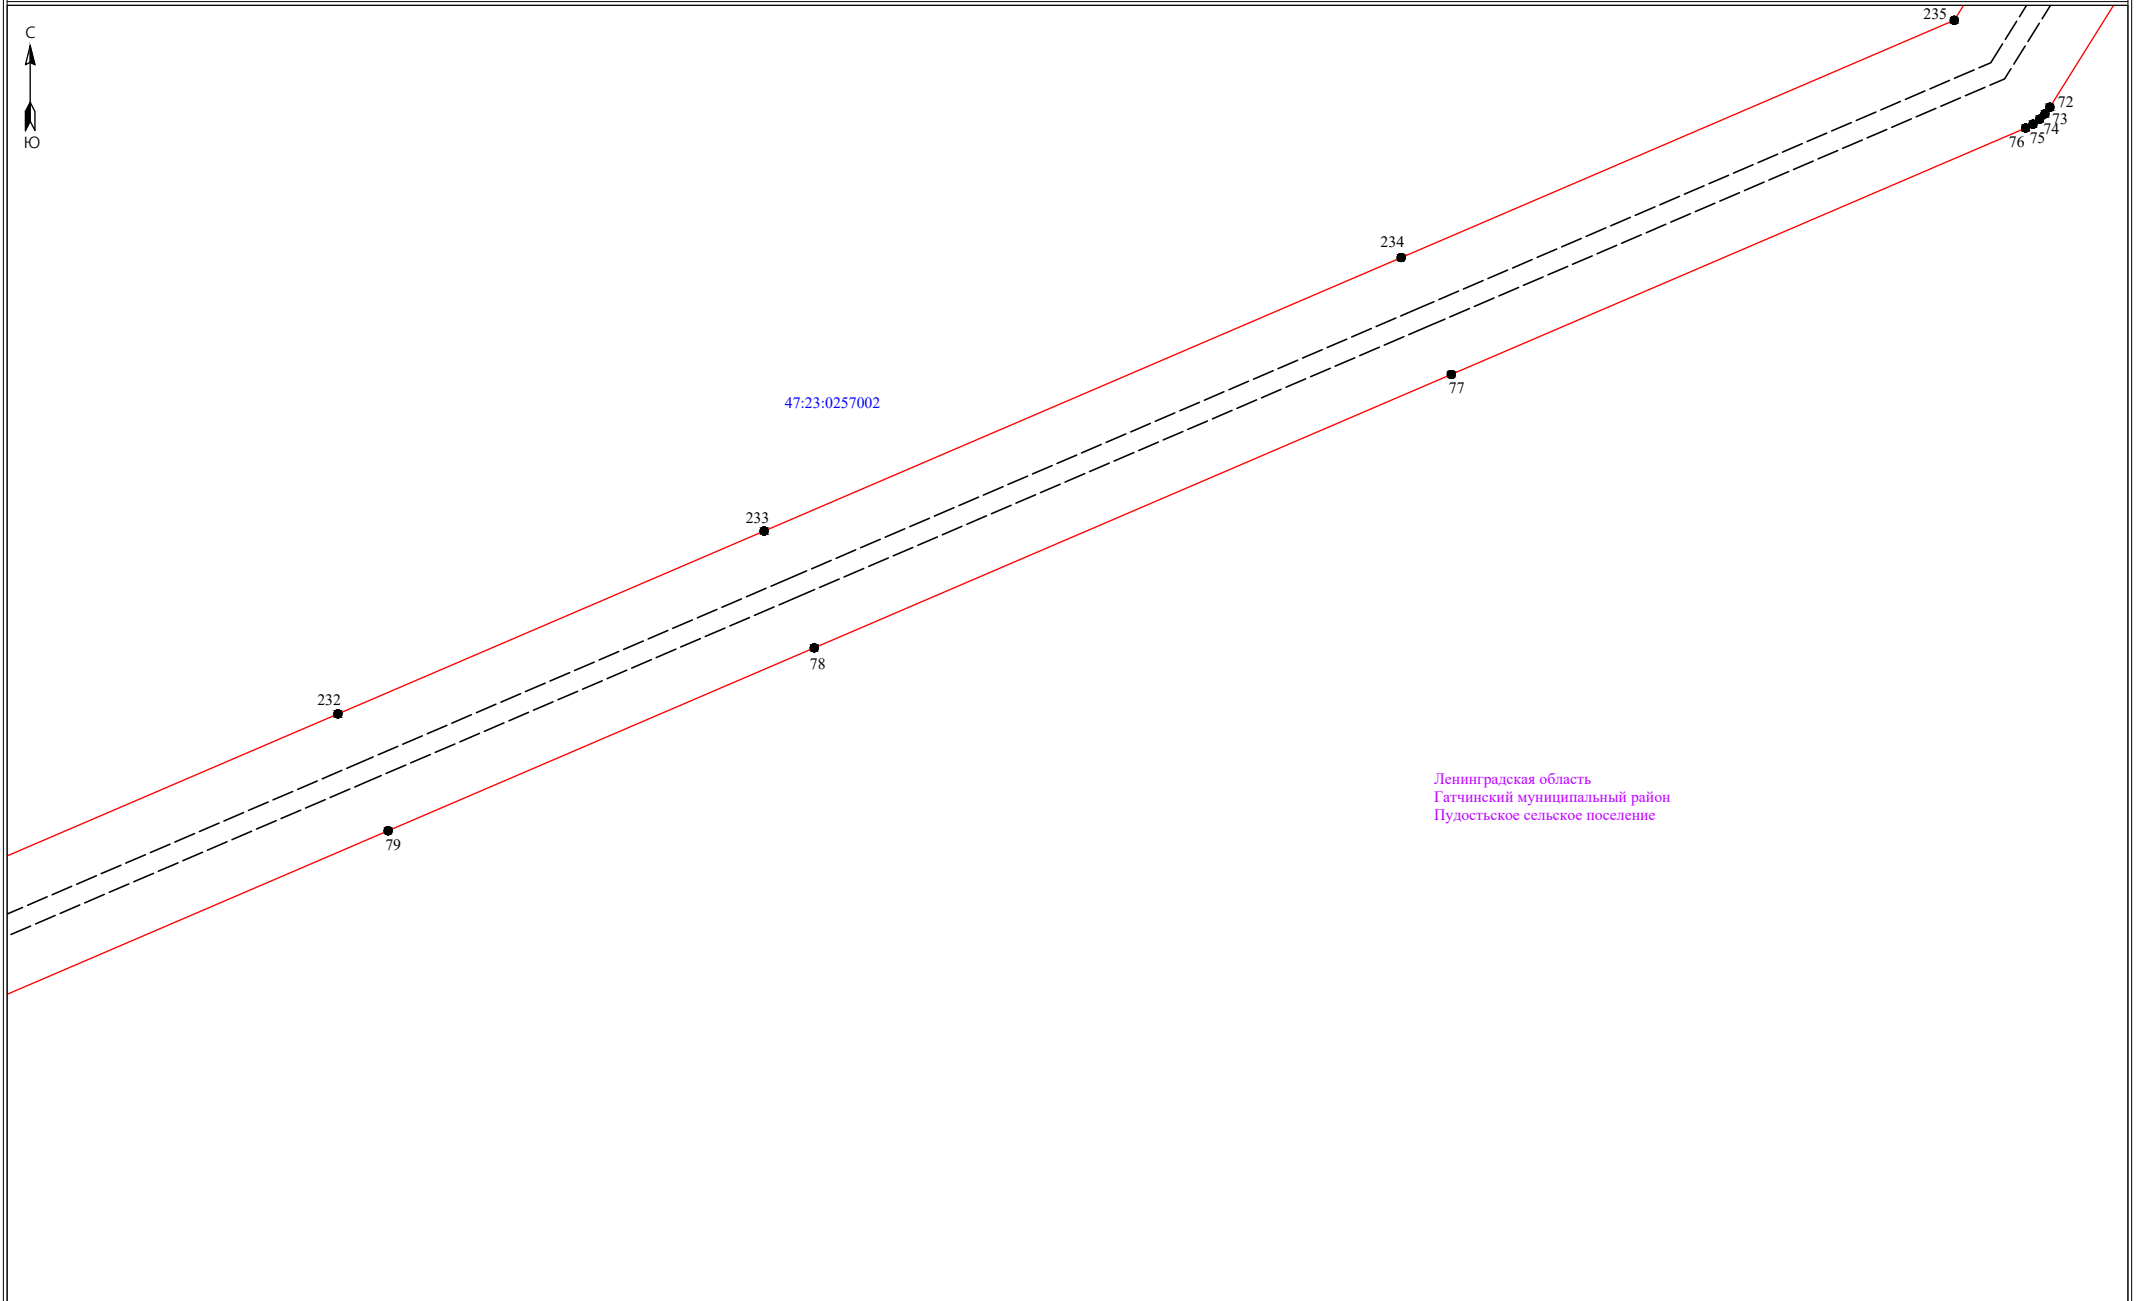 С
Ю
235
72
73
74
75
76
234
77
47:23:0257002
233
78
232
79
Ленинградская область
Гатчинский муниципальный район
Пудостьское сельское поселение